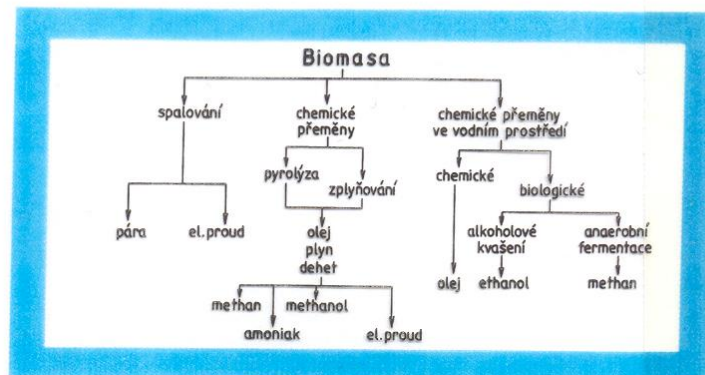 Biomasa
spalování
chemické
přeměny
chemické přeměny
ve vodním prostředí
pyrolýza
zplyňování
chemické
biologické
pára
el.proud
olej
plyn
dehet
alkoholové
kvašení
anaerobní
fermentace
olej
ethanol
methan
methan
methanol
amoniak
el.proud